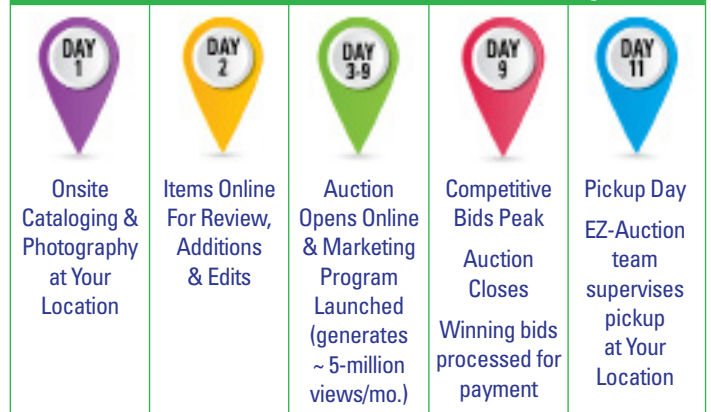 DAY
1
DAY
2
DAY
3-9
DAY
9
DAY
11
Onsite
Cataloging &
Photography
at Your
Location
Items Online
For Review,
Additions
& Edits
Auction
Opens Online
& Marketing
Program
Launched
(generates
~ 5-million
views/mo.)
Competitive
Bids Peak
Auction
Closes
Winning bids
processed for
payment
Pickup Day
EZ-Auction
team
supervises
pickup
at Your
Location